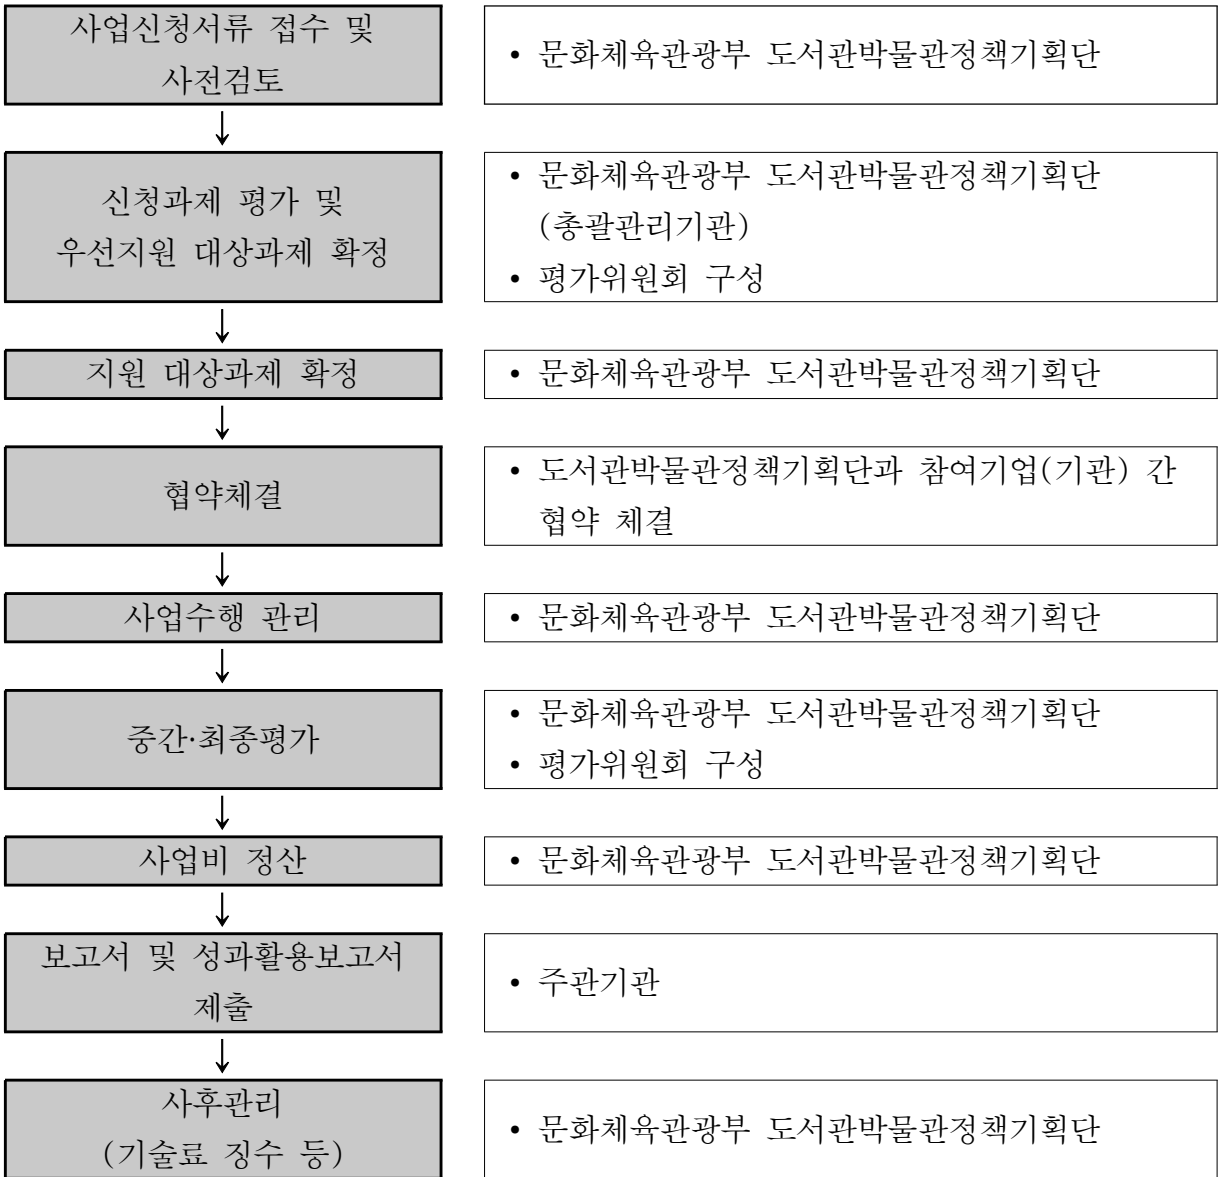 사업신청서류 접수 및
사전검토
• 문화체육관광부 도서관박물관정책기획단
↓
신청과제 평가 및
우선지원 대상과제 확정
• 문화체육관광부 도서관박물관정책기획단
(총괄관리기관)
• 평가위원회 구성
↓
지원 대상과제 확정
• 문화체육관광부 도서관박물관정책기획단
↓
협약체결
• 도서관박물관정책기획단과 참여기업(기관) 간
협약 체결
↓
사업수행 관리
• 문화체육관광부 도서관박물관정책기획단
↓
중간·최종평가
• 문화체육관광부 도서관박물관정책기획단
• 평가위원회 구성
↓
사업비 정산
• 문화체육관광부 도서관박물관정책기획단
↓
보고서 및 성과활용보고서
제출
• 주관기관
↓
사후관리
(기술료 징수 등)
• 문화체육관광부 도서관박물관정책기획단